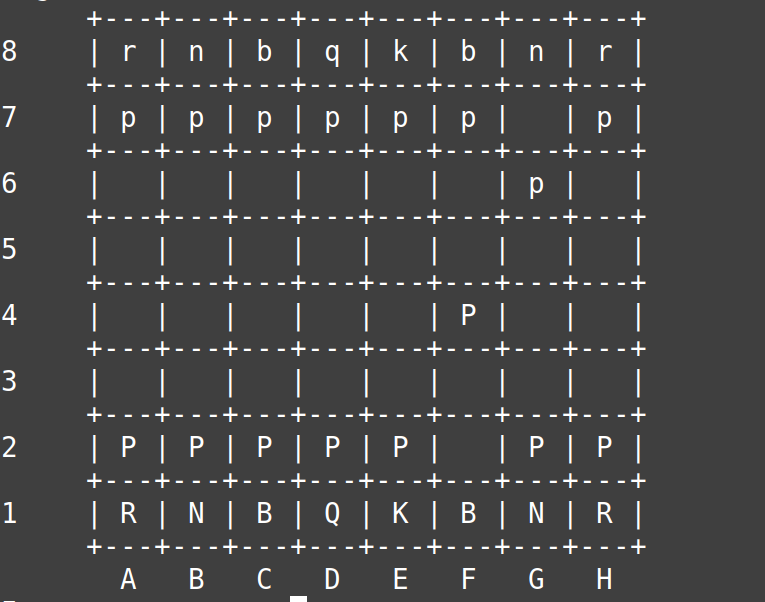 +---+---+---+---+---+---+---+---+
8    | r | n | b | q | k | b | n | r |
     +---+---+---+---+---+---+---+---+
7    | p | p | p | p | p | p |   | p |
     +---+---+---+---+---+---+---+---+
6    |   |   |   |   |   |   | p |   |
     +---+---+---+---+---+---+---+---+
5    |   |   |   |   |   |   |   |   |
     +---+---+---+---+---+---+---+---+
4    |   |   |   |   |   | P |   |   |
     +---+---+---+---+---+---+---+---+
3    |   |   |   |   |   |   |   |   |
     +---+---+---+---+---+---+---+---+
2    | P | P | P | P | P |   | P | P |
     +---+---+---+---+---+---+---+---+
1    | R | N | B | Q | K | B | N | R |
     +---+---+---+---+---+---+---+---+
       A   B   C   D   E   F   G   H